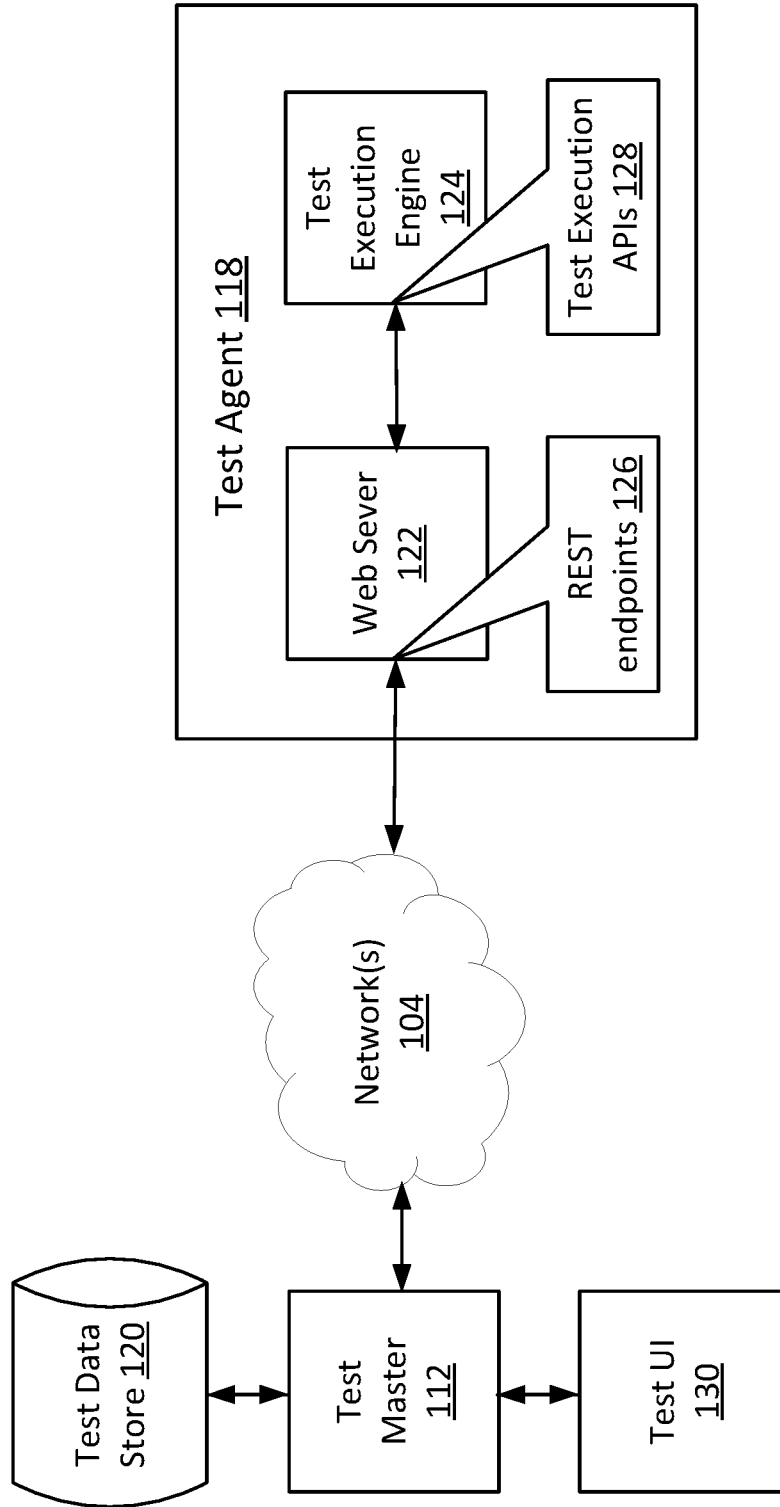 Test Data
Store 120
Test
Master
112
Test UI
130
Network(s)
104
Test Agent 118
Web Sever
122
REST
endpoints 126
Test
Execution
Engine
124
Test Execution
APIs 128